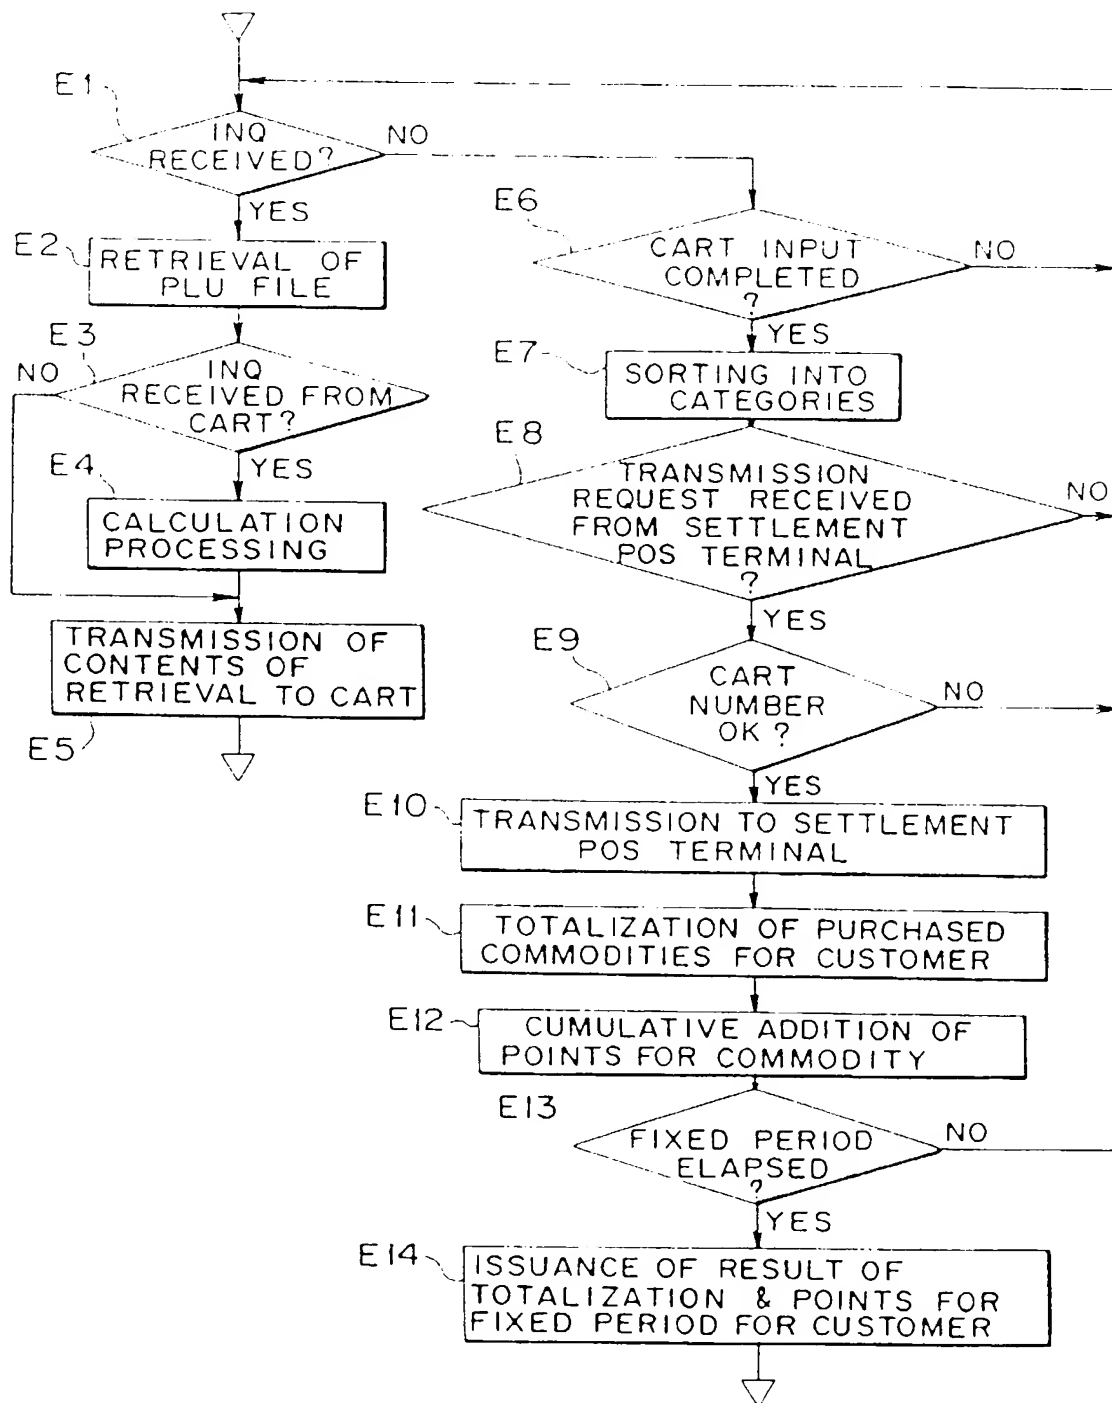 E1
INQ
RECEIVED?
NO
YES
E2
RETRIEVAL OF
PLU FILE
E3
NO
INQ
RECEIVED FROM
CART?
YES
E4
CALCULATION
PROCESSING
TRANSMISSION OF
CONTENTS OF
RETRIEVAL TO CART
E5
E6
CART INPUT
COMPLETED
?
NO
YES
E7
SORTING INTO
CATEGORIES
E8
TRANSMISSION
REQUEST RECEIVED
FROM SETTLEMENT
POS TERMINAL
?
NO
YES
E9
CART
NUMBER
OK?
NO
YES
E10
TRANSMISSION TO SETTLEMENT
POS TERMINAL
E11
TOTALIZATION OF PURCHASED
COMMODITIES FOR CUSTOMER
E12
CUMULATIVE ADDITION OF
POINTS FOR COMMODITY
E13
FIXED PERIOD
ELAPSED
?
NO
YES
E14
ISSUANCE OF RESULT OF
TOTALIZATION & POINTS FOR
FIXED PERIOD FOR CUSTOMER